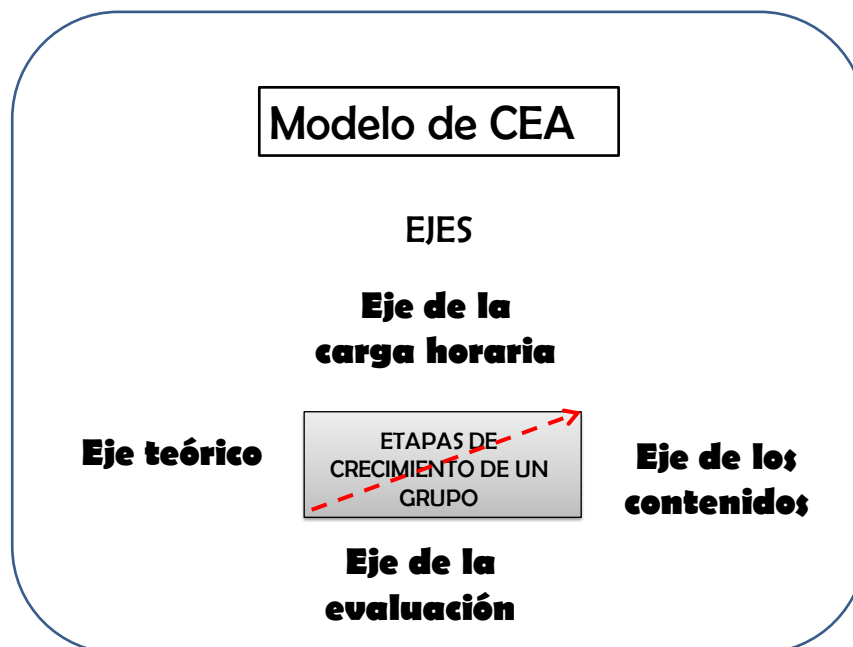 Modelo de CEA
EJES
Eje de la
carga horaria
Eje teórico
ETAPAS DE
CRECIMIENTO DE UN
GRUPO
Eje de los
contenidos
Eje de la
evaluación